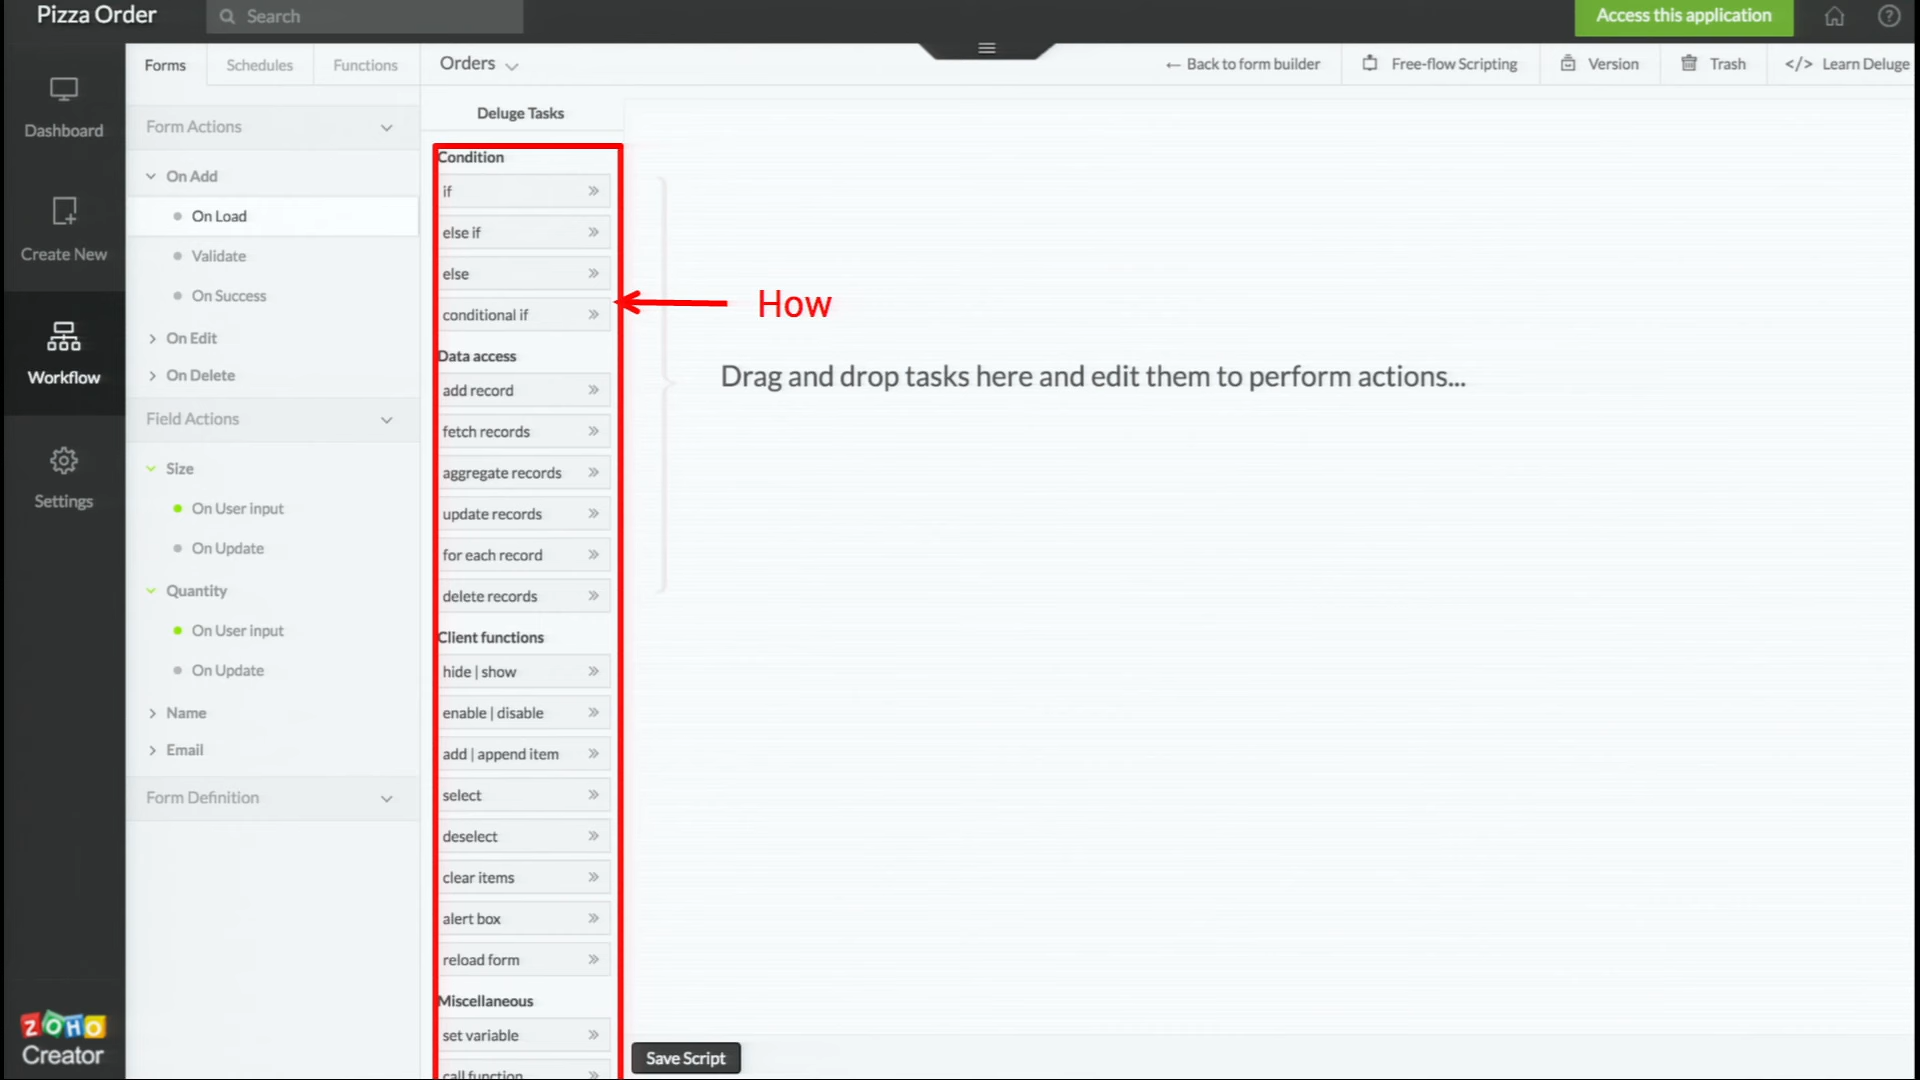 Pizza Order
Search
Access this application
Forms
Schedules
Functions
Orders
← Back to form builder
Free-flow Scripting
Version
Trash
</> Learn Deluge
Dashboard
Create New
Workflow
Settings
ZOHO
Creator
Form Actions
On Add
On Load
Validate
On Success
On Edit
On Delete
Field Actions
Size
On User input
On Update
Quantity
On User input
On Update
Name
Email
Form Definition
Deluge Tasks
Condition
if
else if
else
conditional if
Data access
add record
fetch records
aggregate records
update records
for each record
delete records
Client functions
hide | show
enable | disable
add | append item
select
deselect
clear items
alert box
reload form
Miscellaneous
set variable
call function
How
Drag and drop tasks here and edit them to perform actions...
Save Script